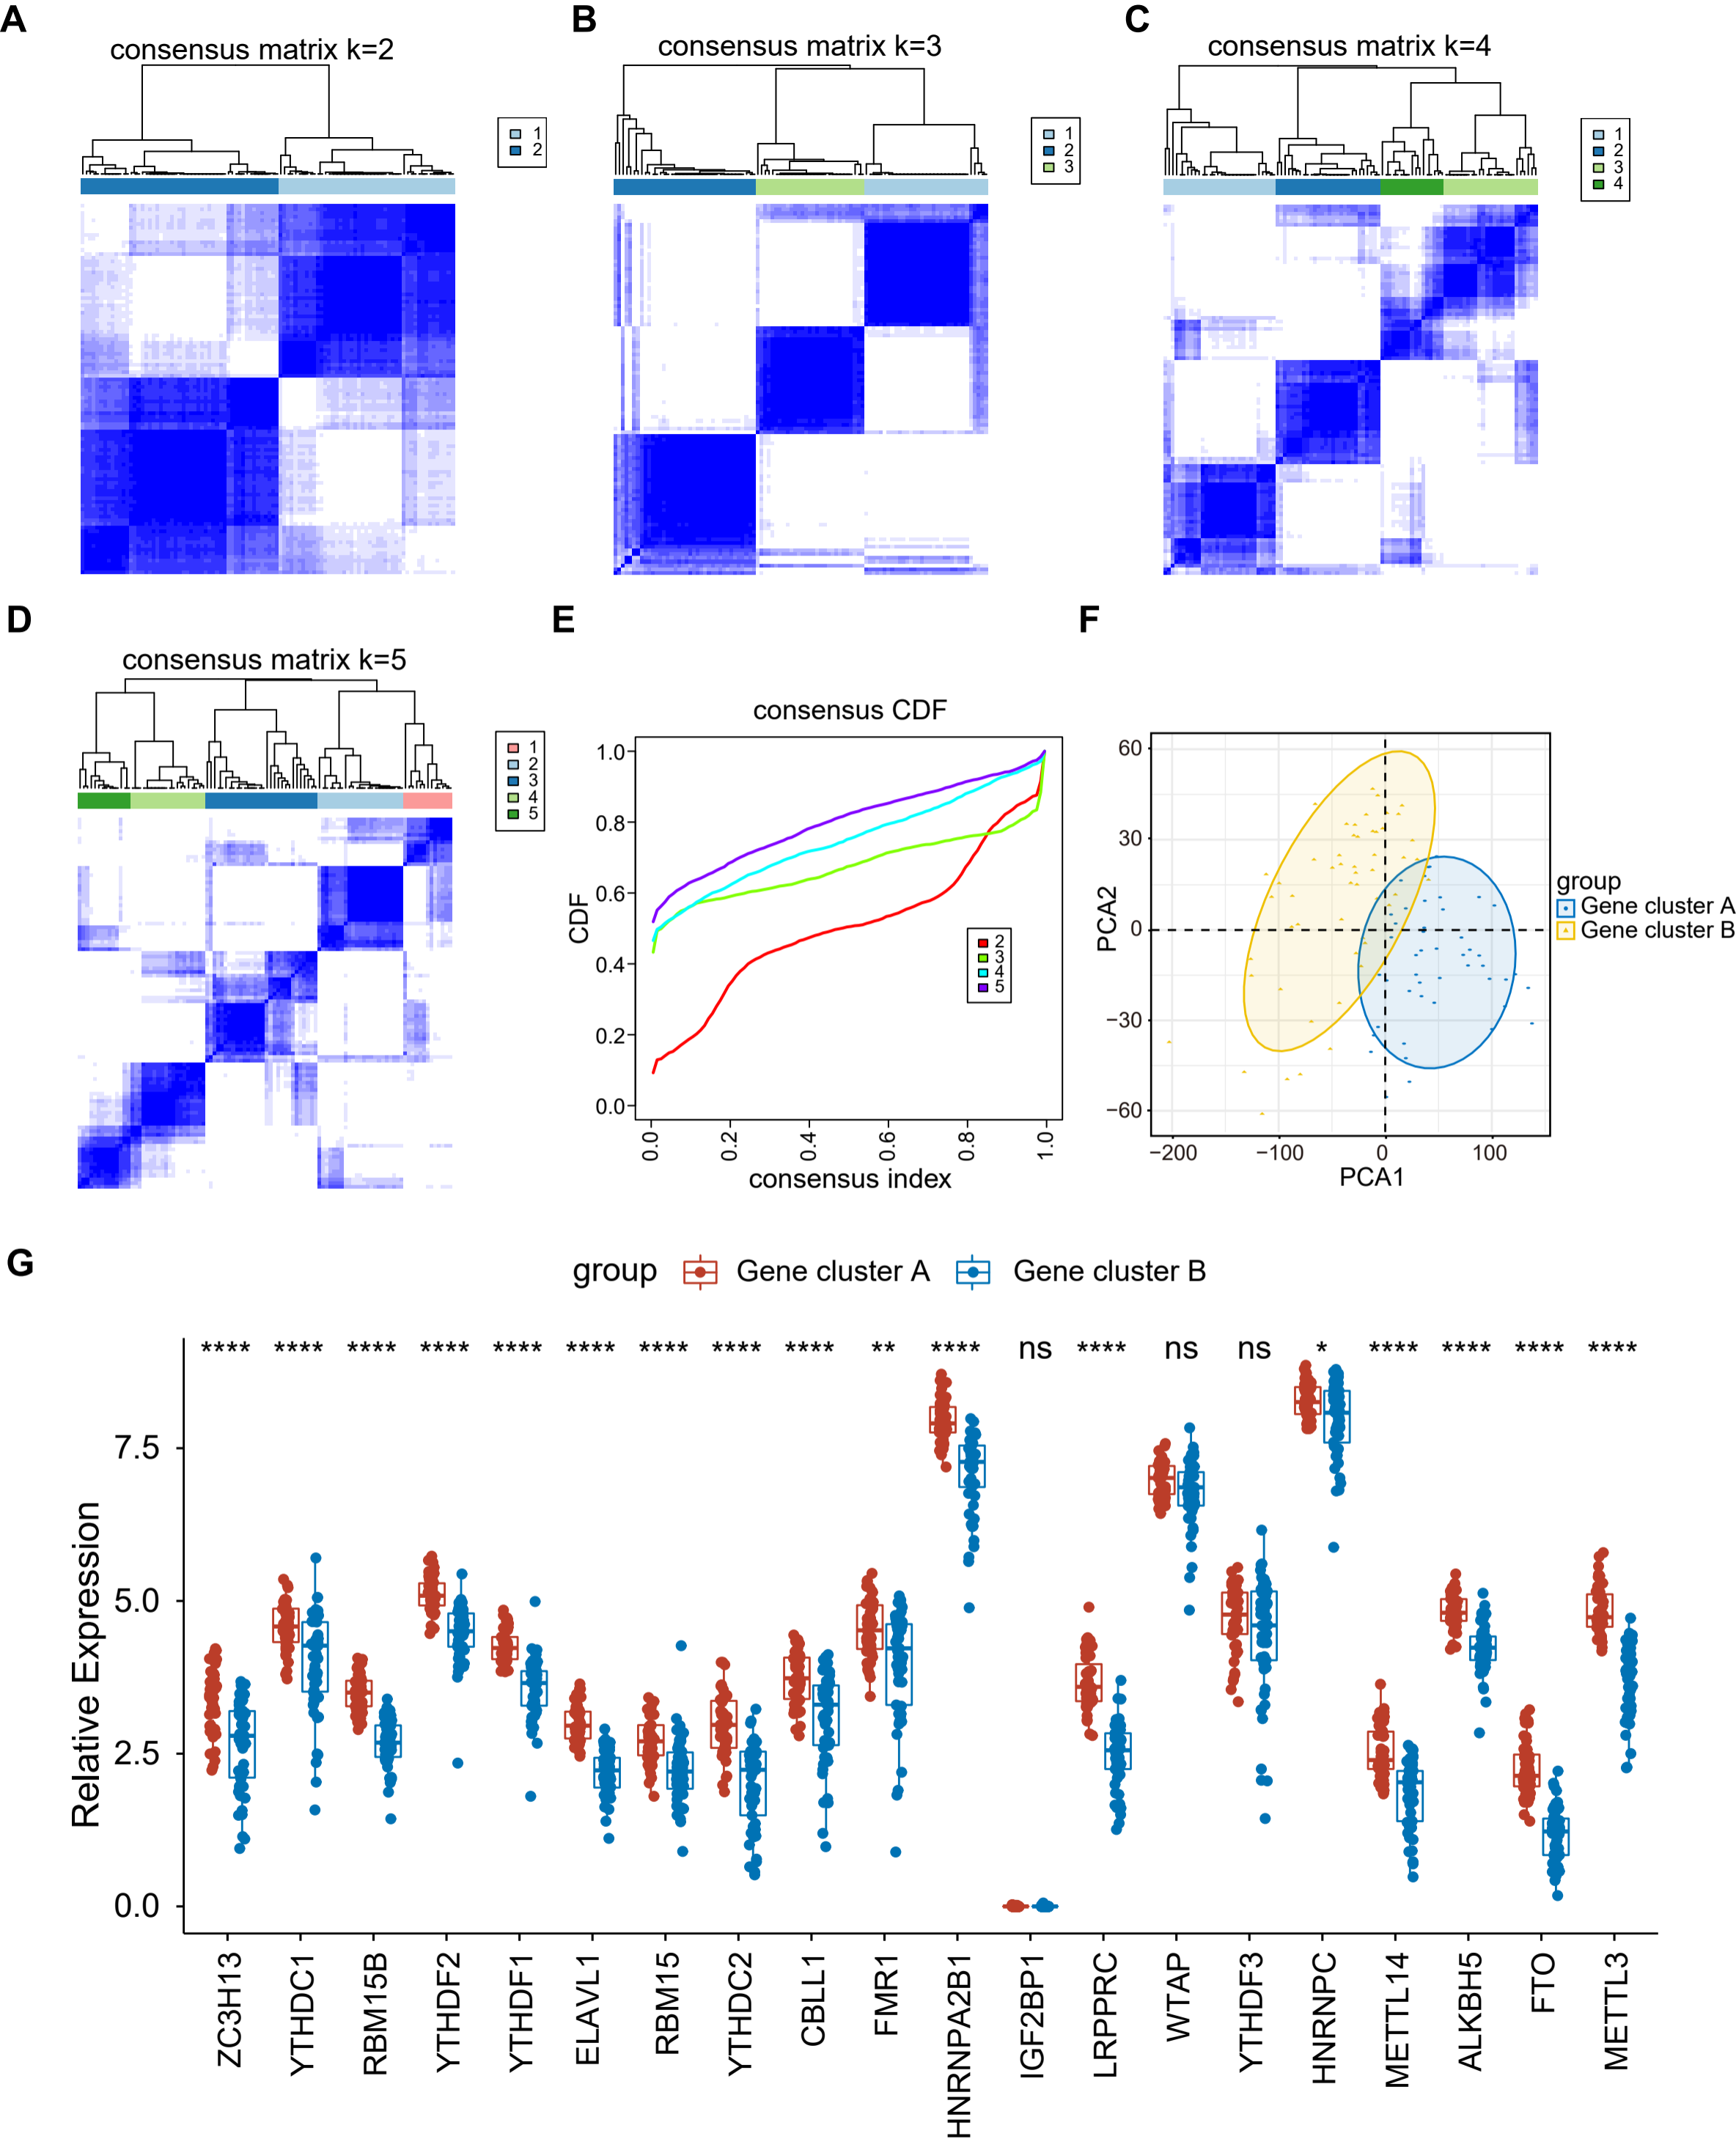 A
consensus matrix k=2
1
2
B
consensus matrix k=3
1
2
3
C
consensus matrix k=4
1
2
3
4
D
consensus matrix k=5
1
2
3
4
5
E
consensus CDF
CDF
1.0
0.8
0.6
0.4
0.2
0.0
2
3
4
5
0.0 0.2 0.4 0.6 0.8 1.0
consensus index
F
PCA2
60
30
0
−30
−60
−200 −100 0 100
PCA1
group
Gene cluster A
Gene cluster B
G
group Gene cluster A Gene cluster B
**** **** **** **** **** **** **** **** **** ** **** ns **** ns ns * **** **** **** ****
Relative Expression
7.5
5.0
2.5
0.0
ZC3H13
YTHDC1
RBM15B
YTHDF2
YTHDF1
ELAVL1
RBM15
YTHDC2
CBLL1
FMR1
HNRNPA2B1
IGF2BP1
LRPPRC
WTAP
YTHDF3
HNRNPC
METTL14
ALKBH5
FTO
METTL3